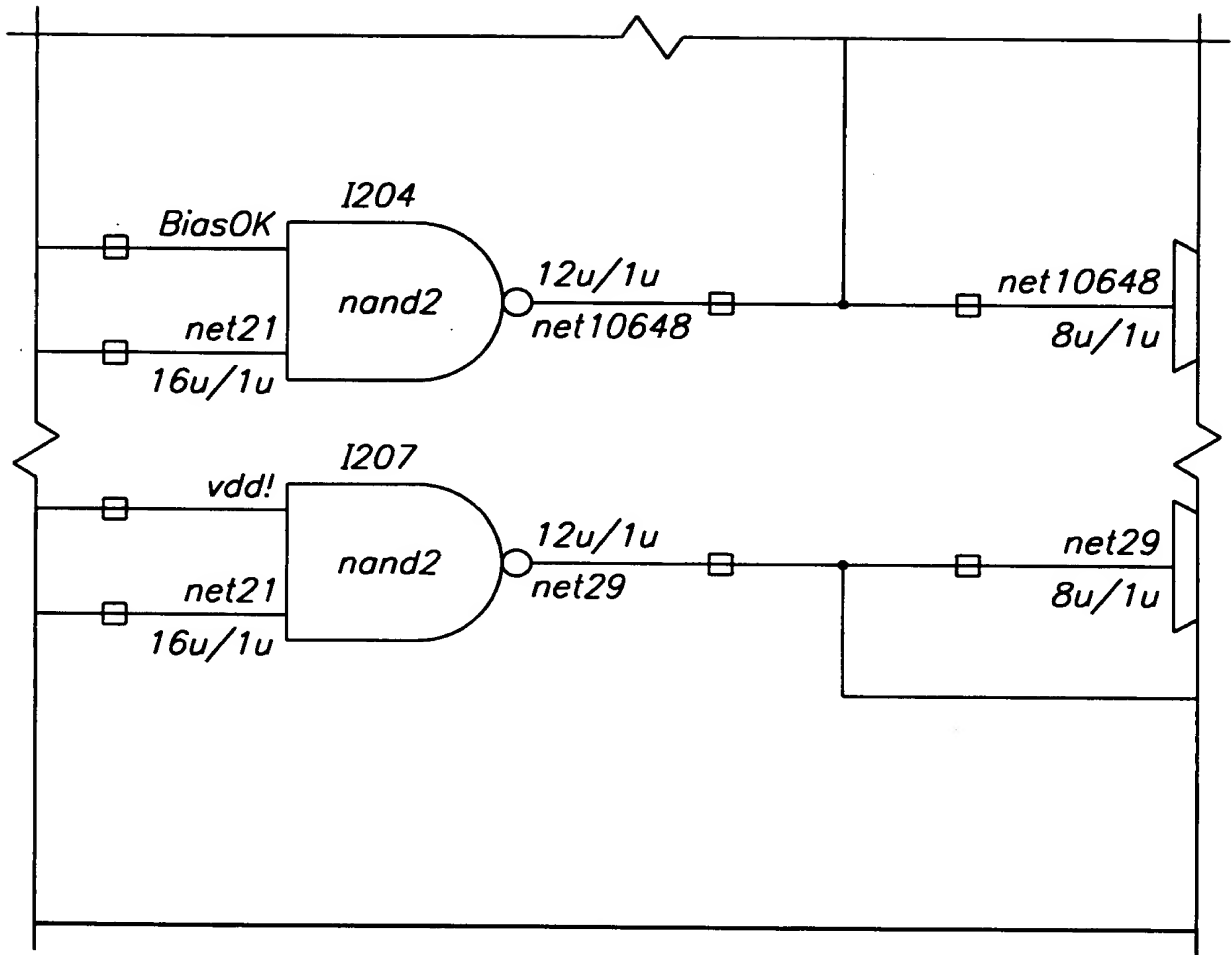 I204
BiasOK
nand2
net21
16u/1u
12u/1u
net10648
net10648
8u/1u
I207
vdd!
nand2
net21
16u/1u
12u/1u
net29
net29
8u/1u